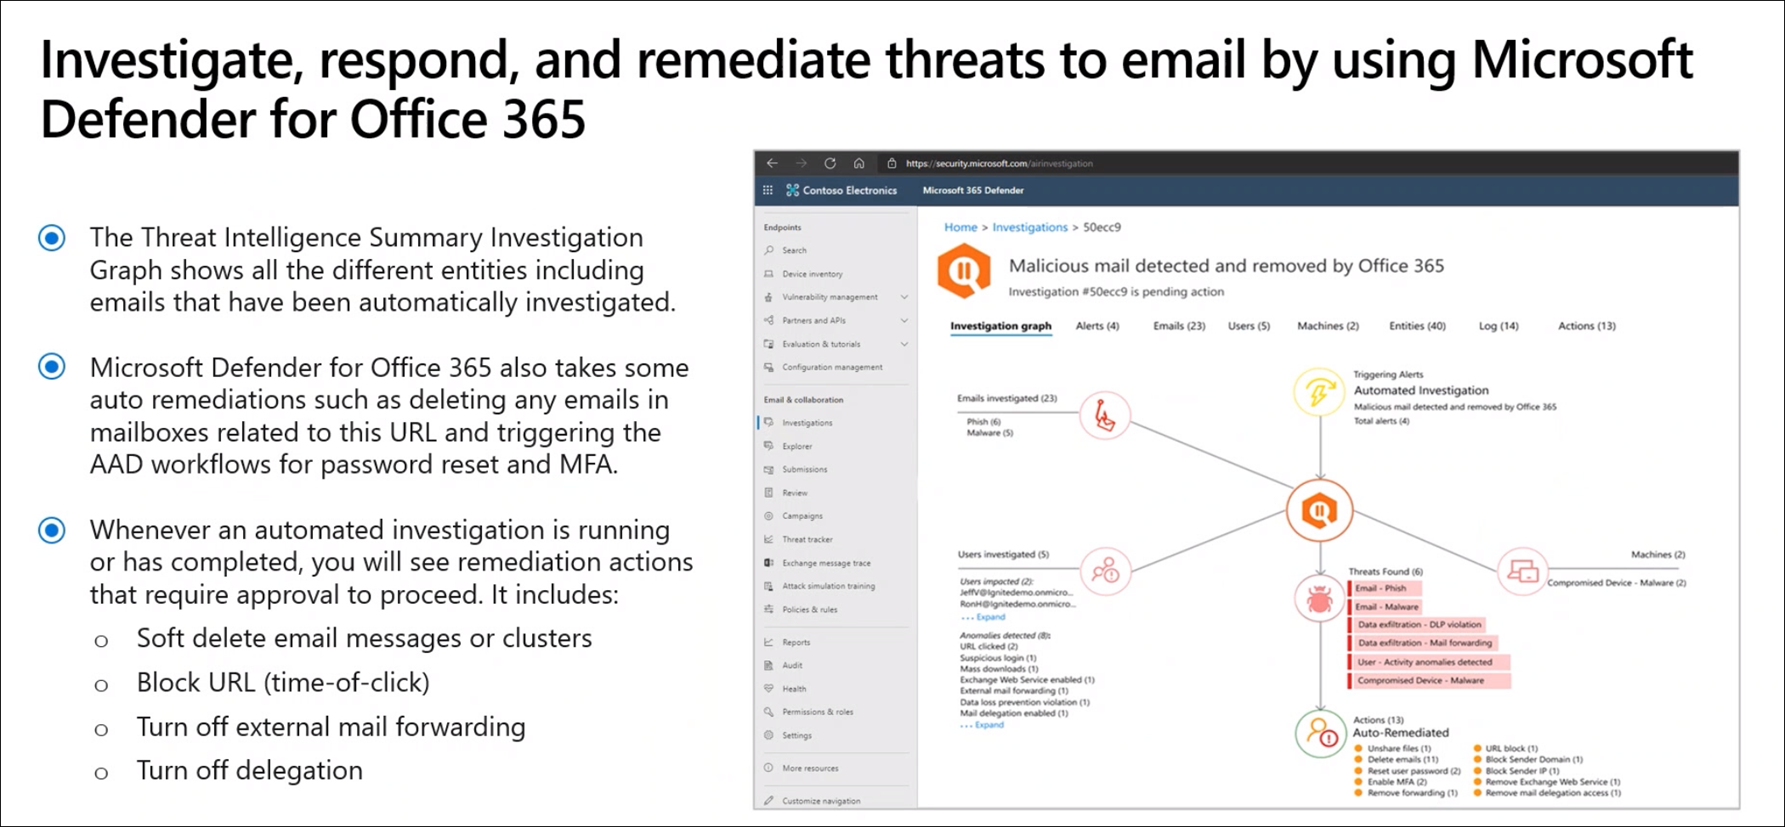 Investigate, respond, and remediate threats to email by using Microsoft
Defender for Office 365
The Threat Intelligence Summary Investigation
Graph shows all the different entities including
emails that have been automatically investigated.
Microsoft Defender for Office 365 also takes some
auto remediations such as deleting any emails in
mailboxes related to this URL and triggering the
AAD workflows for password reset and MFA.
Whenever an automated investigation is running
or has completed, you will see remediation actions
that require approval to proceed. It includes:
o Soft delete email messages or clusters
o Block URL (time-of-click)
o Turn off external mail forwarding
o Turn off delegation
https://security.microsoft.com/airinvestigation
Contoso Electronics
Microsoft 365 Defender
Endpoints
Search
Device inventory
Vulnerability management
Partners and APIs
Evaluation & tutorials
Configuration management
Email & collaboration
Investigations
Explorer
Submissions
Review
Campaigns
Threat tracker
Exchange message trace
Attack simulation training
Policies & rules
Reports
Audit
Health
Permissions & roles
Settings
More resources
Customize navigation
Home > Investigations > 50ecc9
Malicious mail detected and removed by Office 365
Investigation #50ecc9 is pending action
Investigation graph Alerts (4) Emails (23) Users (5) Machines (2) Entities (40) Log (14) Actions (13)
Emails investigated (23)
Phish (6)
Malware (5)
Triggering Alerts
Automated Investigation
Malicious mail detected and removed by Office 365
Total alerts (4)
Users investigated (5)
Users impacted (2):
JeffV@Ignitedemo.onmicro...
RonH@Ignitedemo.onmicro...
... Expand
Anomalies detected (8):
URL clicked (2)
Suspicious login (1)
Mass downloads (1)
Exchange Web Service enabled (1)
External mail forwarding (1)
Data loss prevention violation (1)
Mail delegation enabled (1)
... Expand
Machines (2)
Compromised Device - Malware (2)
Threats Found (6)
Email - Phish
Email - Malware
Data exfiltration - DLP violation
Data exfiltration - Mail forwarding
User - Activity anomalies detected
Compromised Device - Malware
Actions (13)
Auto-Remediated
Unshare files (1)
Delete emails (11)
Reset user password (2)
Enable MFA (2)
Remove forwarding (1)
URL block (1)
Block Sender Domain (1)
Block Sender IP (1)
Remove Exchange Web Service (1)
Remove mail delegation access (1)